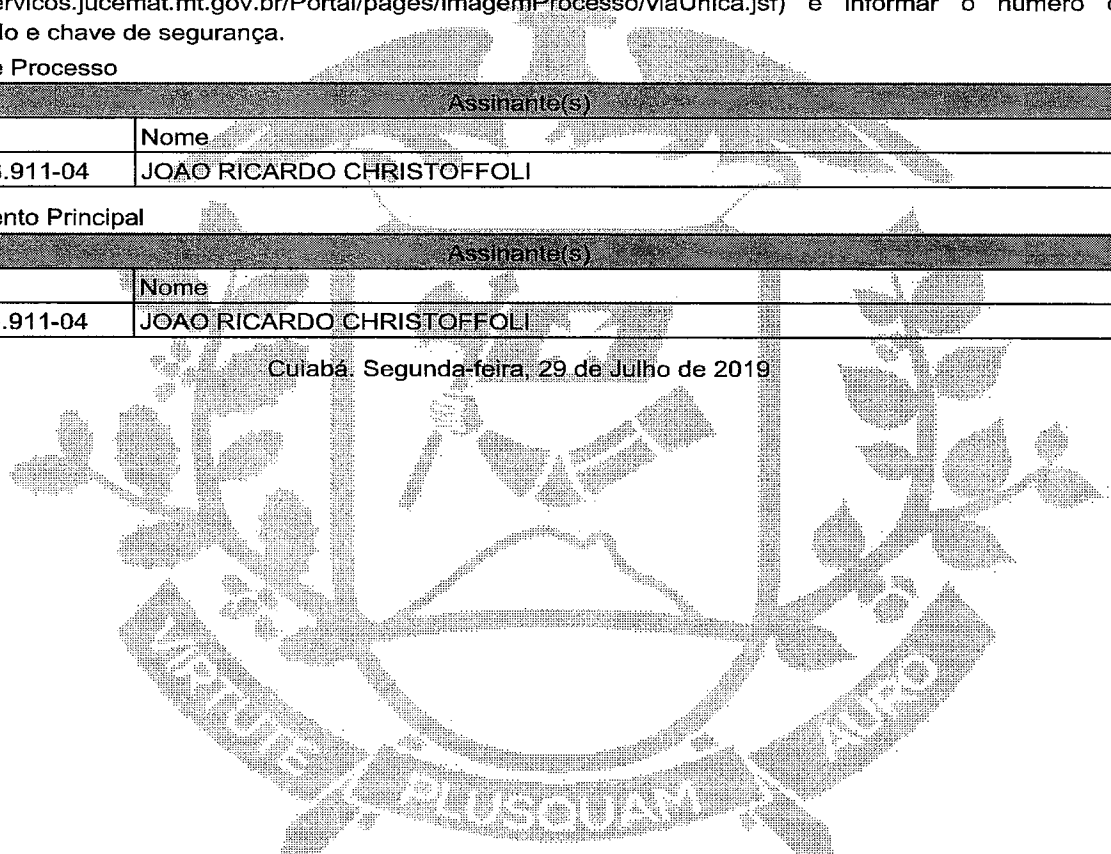 ervicos.jucemat.mt.gov.br/Portal/pages/imagemProcesso/viaUnica.jsf) e informar o número
lo e chave de segurança.
e Processo
Assinante(s)
Nome
.911-04 JOAO RICARDO CHRISTOFFOLI
ento Principal
Assinante(s)
Nome
.911-04 JOAO RICARDO CHRISTOFFOLI
Cuiabá. Segunda-feira, 29 de Julho de 2019
VIRTUTE PLUSQUAM AURO